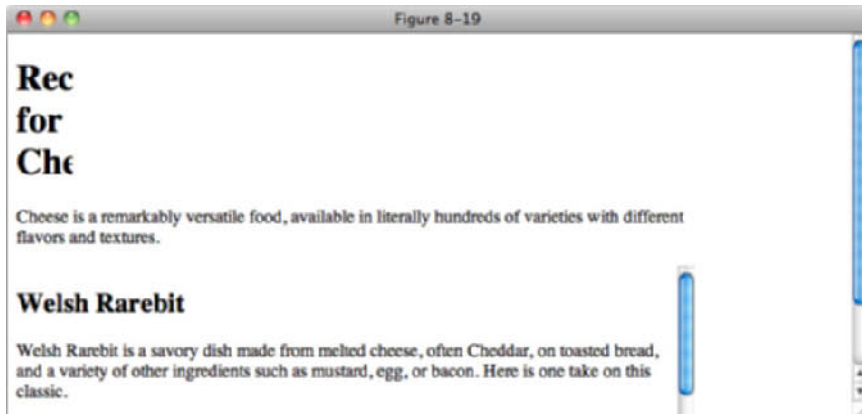 Figure 8-19
Rec
for
Che
Cheese is a remarkably versatile food, available in literally hundreds of varieties with different
flavors and textures.
Welsh Rarebit
Welsh Rarebit is a savory dish made from melted cheese, often Cheddar, on toasted bread,
and a variety of other ingredients such as mustard, egg, or bacon. Here is one take on this
classic.